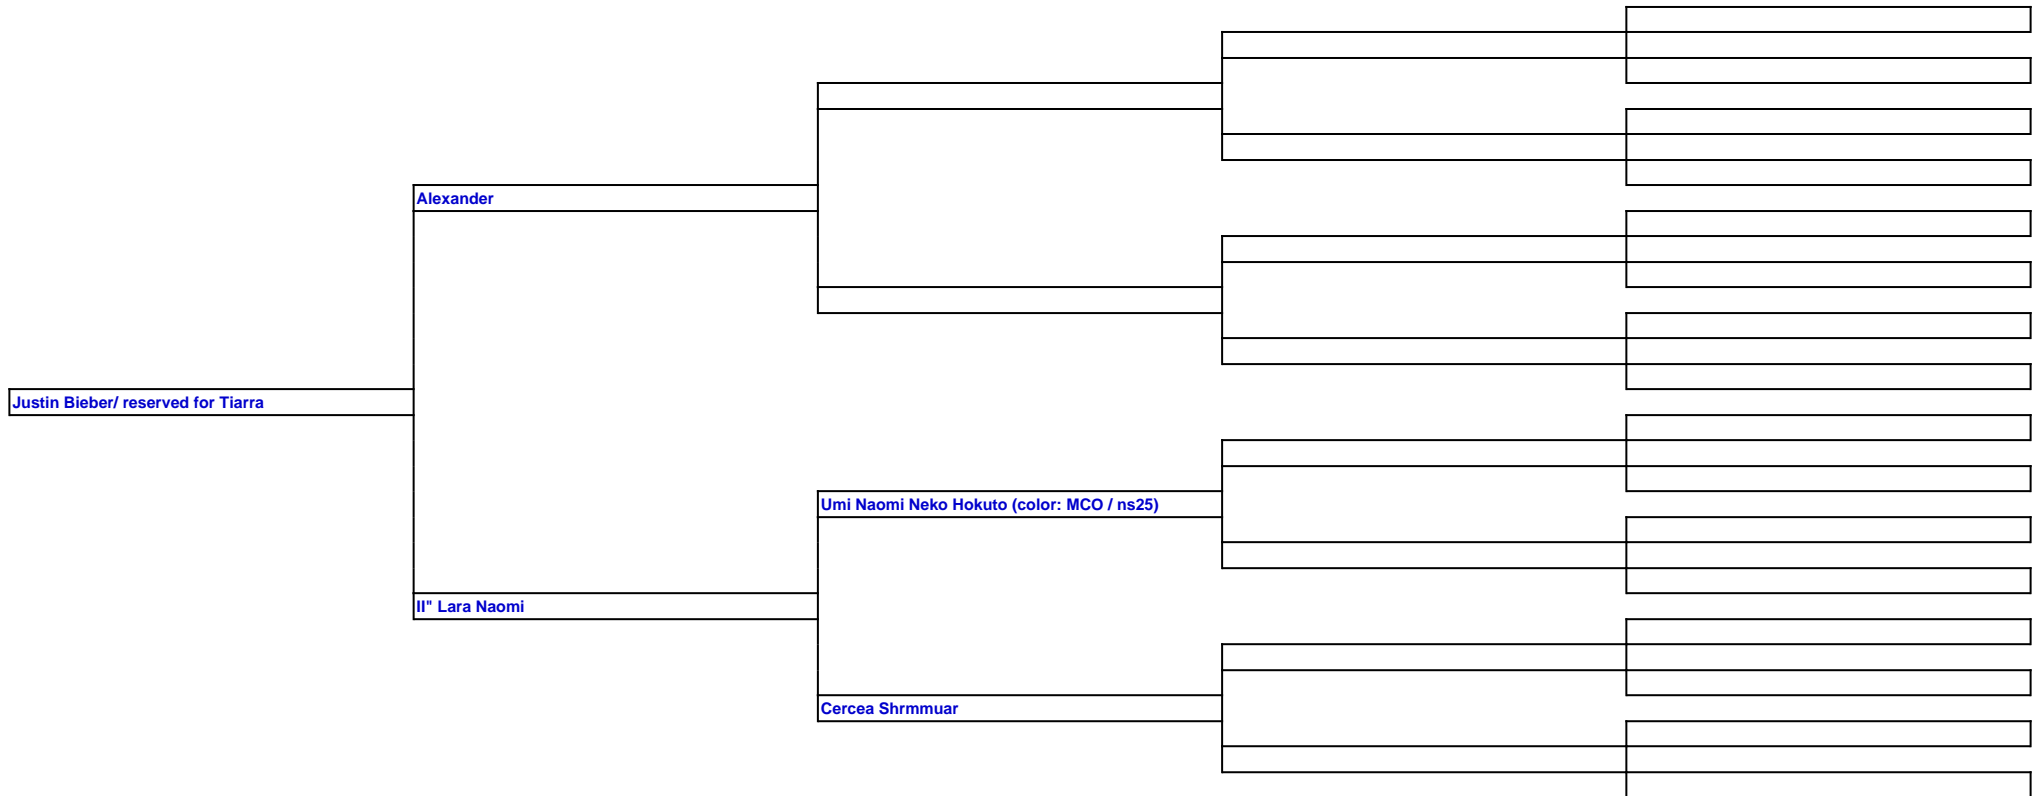 Alexander
Justin Bieber/ reserved for Tiarra
Umi Naomi Neko Hokuto (color: MCO / ns25)
II" Lara Naomi
Cercea Shrmmuar